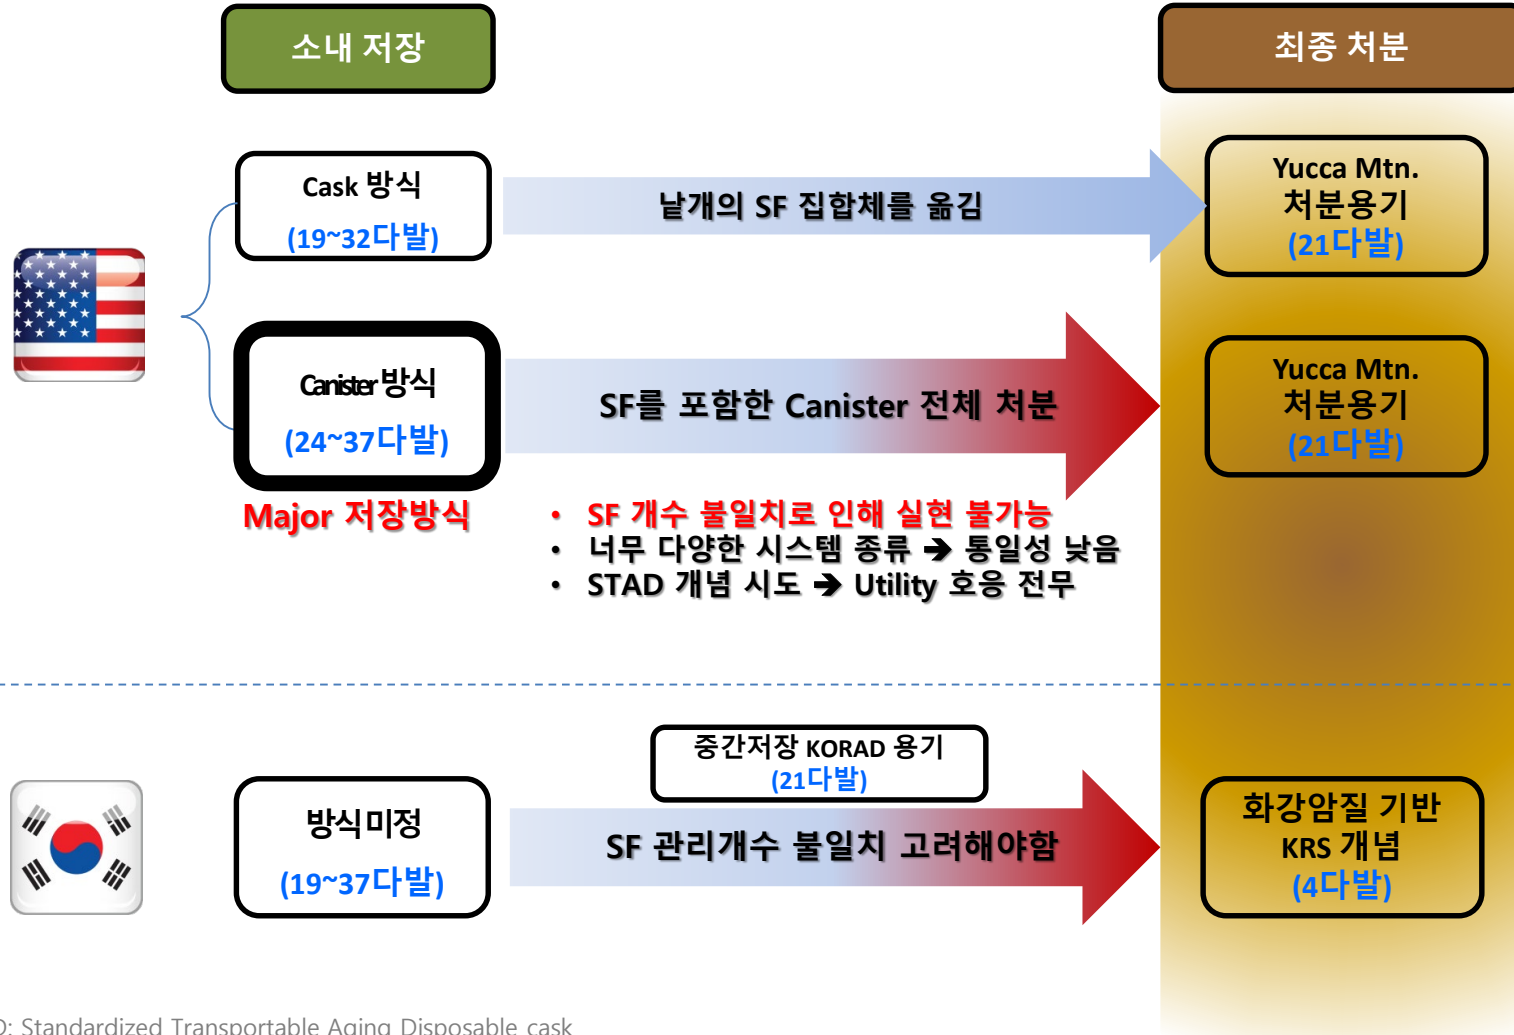 소내 저장
최종 처분
Cask 방식
(19~32다발)
낱개의 SF 집합체를 옮김
Yucca Mtn.
처분용기
(21다발)
Canister 방식
(24~37다발)
SF를 포함한 Canister 전체 처분
Yucca Mtn.
처분용기
(21다발)
Major 저장방식
• SF 개수 불일치로 인해 실현 불가능
• 너무 다양한 시스템 종류 ➔ 통일성 낮음
• STAD 개념 시도 ➔ Utility 호응 전무
중간저장 KORAD 용기
(21다발)
방식미정
(19~37다발)
SF 관리개수 불일치 고려해야함
화강암질 기반
KRS 개념
(4다발)
D: Standardized Transportable Aging Disposable cask